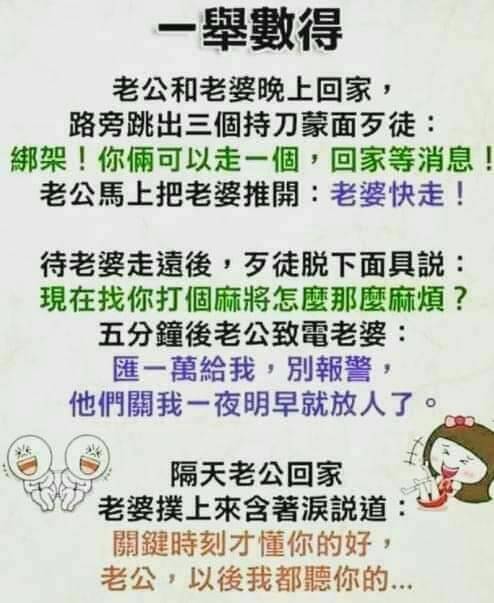 一舉數得
老公和老婆晚上回家，
路旁跳出三個持刀蒙面歹徒：
綁架！你倆可以走一個，回家等消息！
老公馬上把老婆推開：老婆快走！
待老婆走遠後，歹徒脫下面具説：
現在找你打個麻將怎麼那麼麻煩？
五分鐘後老公致電老婆：
匯一萬給我，別報警，
他們關我一夜明早就放人了。
隔天老公回家
老婆撲上來含著淚説道：
關鍵時刻才懂你的好，
老公，以後我都聽你的...